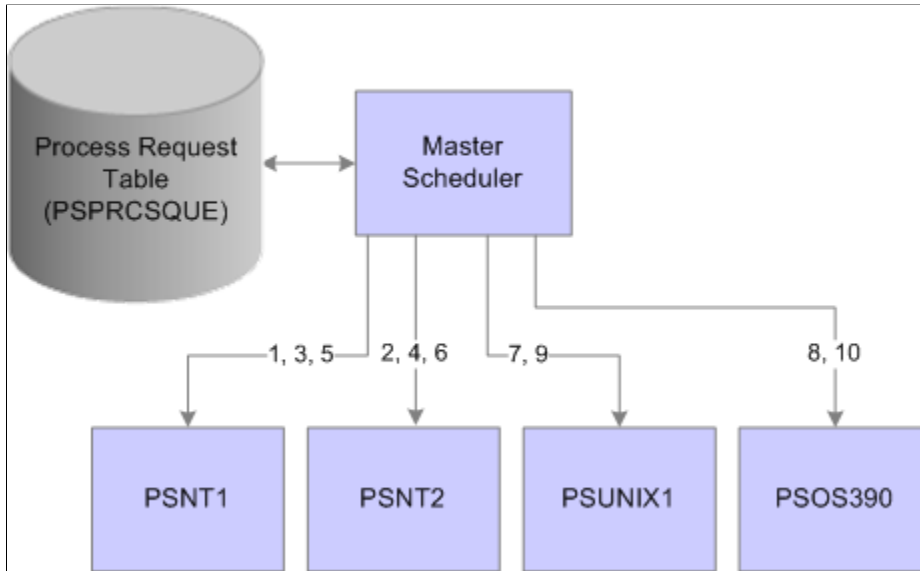 Process Request
Table
(PSPRCSQUE)
Master
Scheduler
1, 3, 5
2, 4, 6
7, 9
8, 10
PSNT1
PSNT2
PSUNIX1
PSOS390